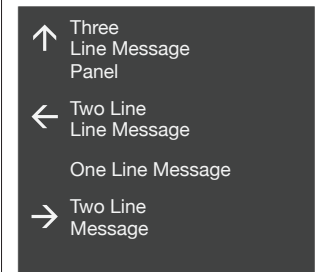 Three
Line Message
Panel
Two Line
Line Message
One Line Message
Two Line
Message